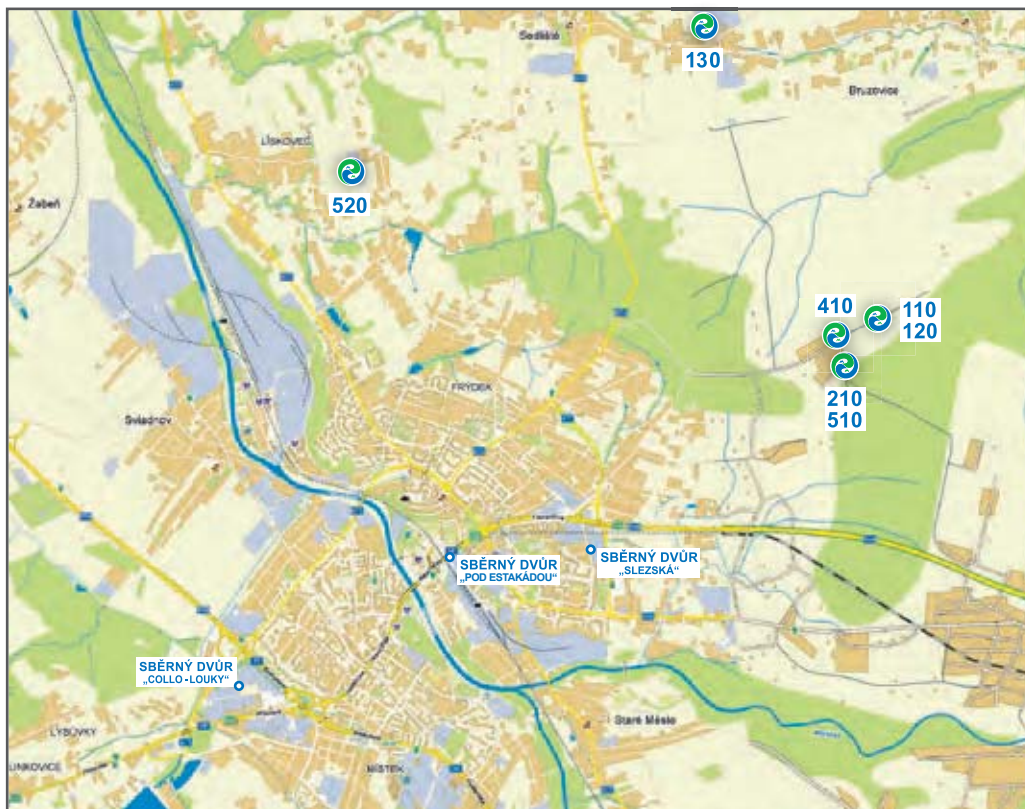 Sedliště
130
Bruzovice
LÍSKOVEC
520
Žabeň
410
110
120
210
510
FRÝDEK
Sviadnov
SBĚRNÝ DVŮR
„POD ESTAKÁDOU“
SBĚRNÝ DVŮR
„SLEZSKÁ“
SBĚRNÝ DVŮR
„COLLO-LOUKY“
Staré Město
LYSŮVKY
LINKOVICE
MÍSTEK